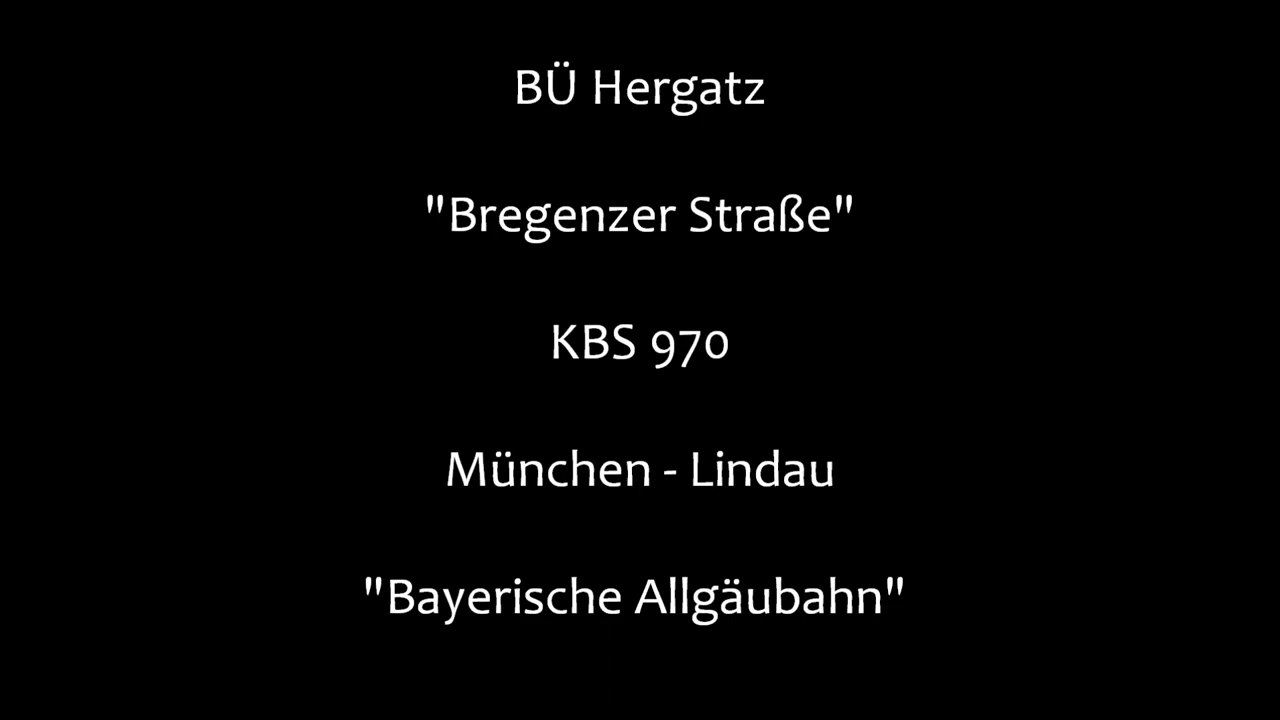 BÜ Hergatz
"Bregenzer Straße"
KBS 970
München - Lindau
"Bayerische Allgäubahn"